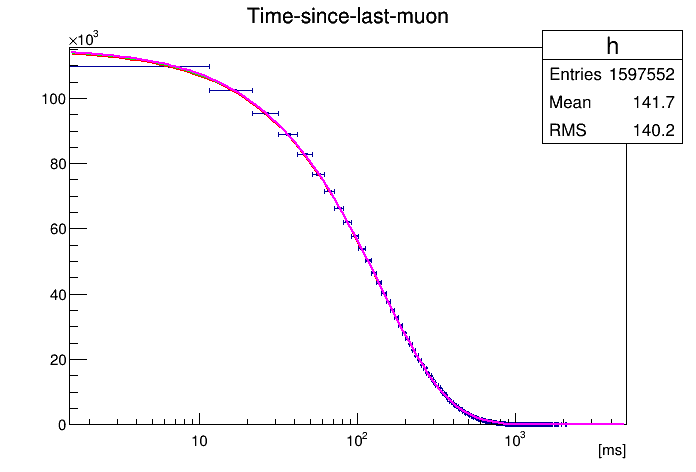 Time-since-last-muon
×10³
h
Entries 1597552
Mean 141.7
RMS 140.2
100
80
60
40
20
0
10
10²
10³
[ms]